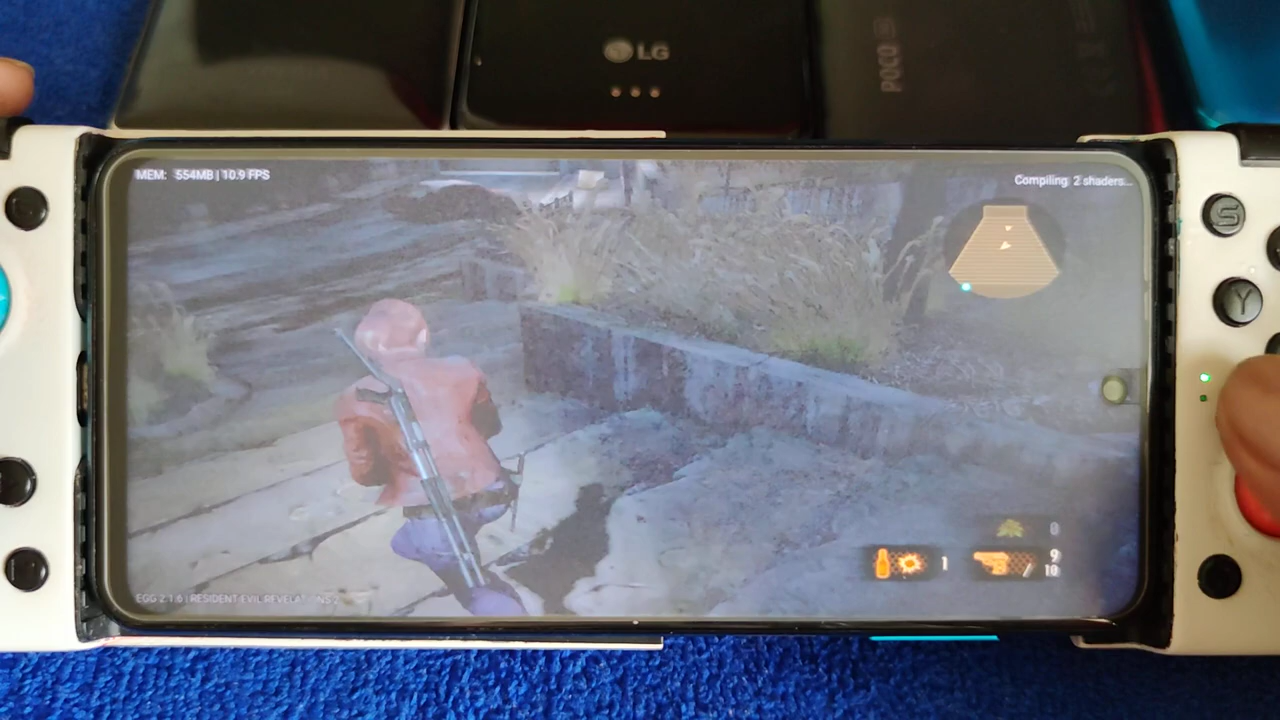 LG
POCO
MEM: 554MB | 10.9 FPS
Compiling 2 shaders...
S
Y
8
1
9
10
EGG 2.1.6 | RESIDENT EVIL REVELATIONS 2